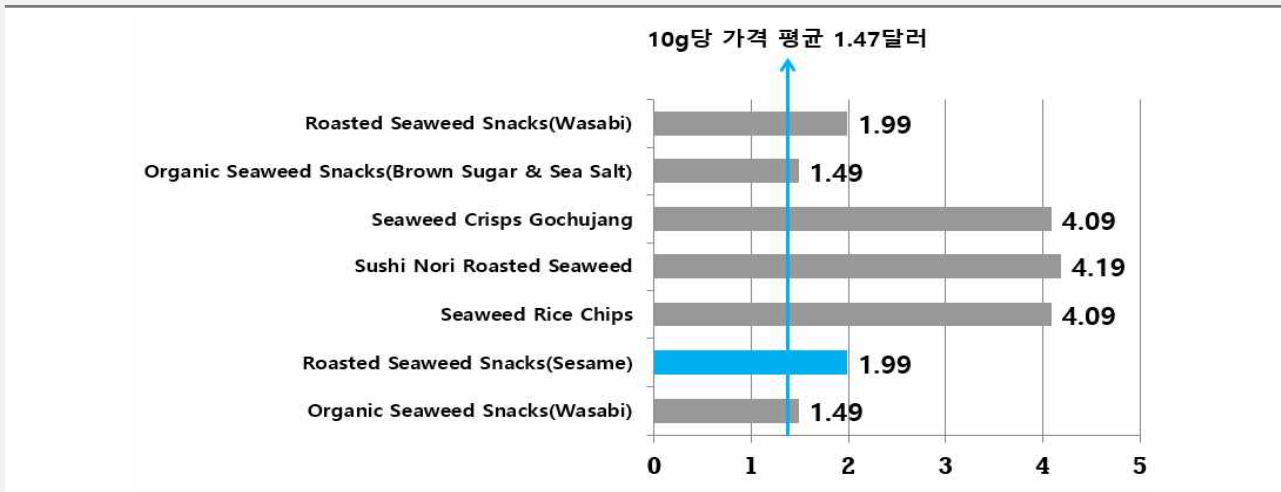 10g당 가격 평균 1.47달러
Roasted Seaweed Snacks(Wasabi) 1.99
Organic Seaweed Snacks(Brown Sugar & Sea Salt) 1.49
Seaweed Crisps Gochujang 4.09
Sushi Nori Roasted Seaweed 4.19
Seaweed Rice Chips 4.09
Roasted Seaweed Snacks(Sesame) 1.99
Organic Seaweed Snacks(Wasabi) 1.49
0 1 2 3 4 5